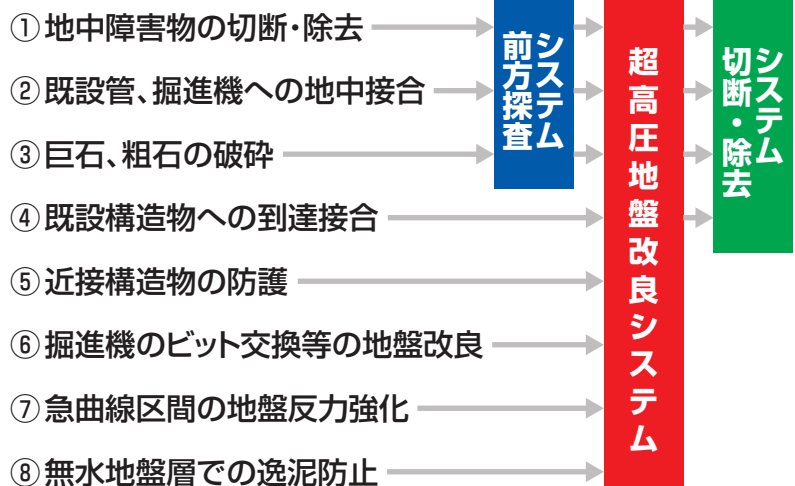 ①地中障害物の切断･除去
②既設管、掘進機への地中接合
③巨石、粗石の破砕
④既設構造物への到達接合
⑤近接構造物の防護
⑥掘進機のビット交換等の地盤改良
⑦急曲線区間の地盤反力強化
⑧無水地盤層での逸泥防止
前方探査
システム
超高圧地盤改良システム
切断・除去
システム